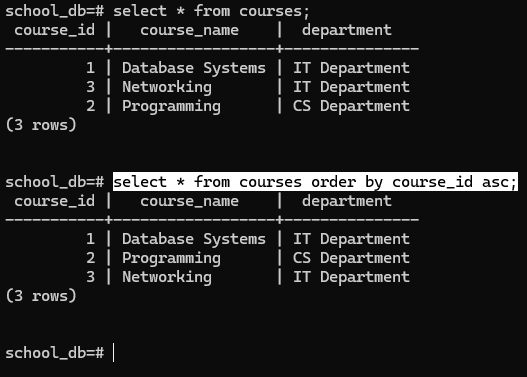 school_db=# select * from courses;
 course_id |   course_name    |  department
-----------+------------------+---------------
         1 | Database Systems | IT Department
         3 | Networking       | IT Department
         2 | Programming      | CS Department
(3 rows)

school_db=# select * from courses order by course_id asc;
 course_id |   course_name    |  department
-----------+------------------+---------------
         1 | Database Systems | IT Department
         2 | Programming      | CS Department
         3 | Networking       | IT Department
(3 rows)

school_db=#